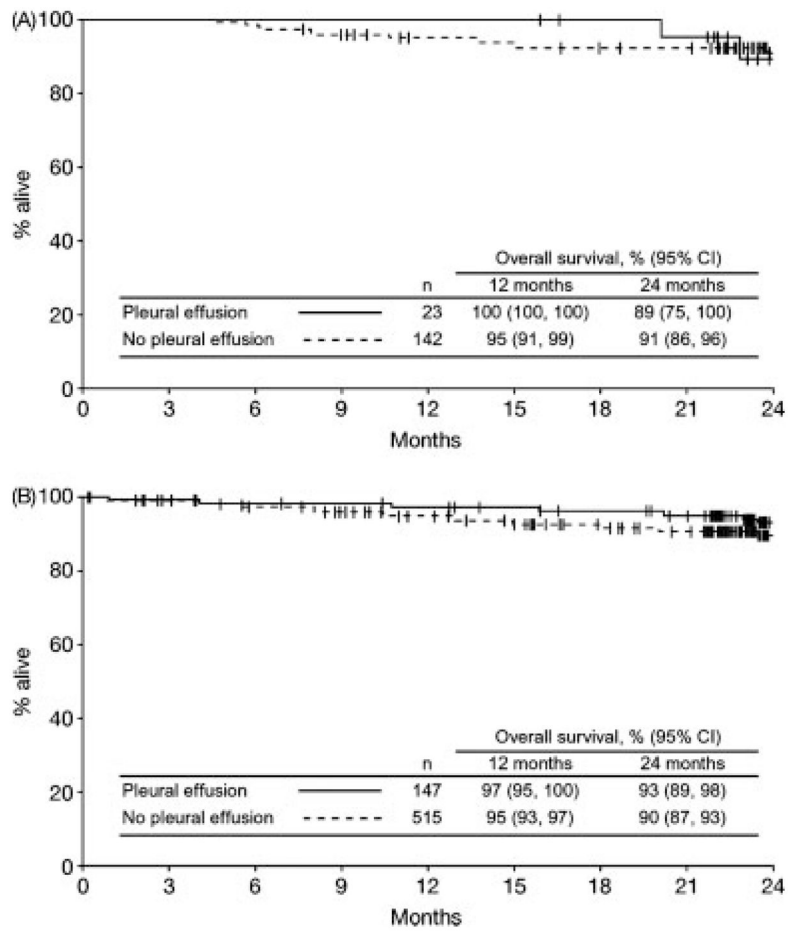 (A)
100
80
60
40
20
0
% alive
Overall survival, % (95% CI)
n 12 months 24 months
Pleural effusion 23 100 (100, 100) 89 (75, 100)
No pleural effusion 142 95 (91, 99) 91 (86, 96)
0 3 6 9 12 15 18 21 24
Months
(B)
100
80
60
40
20
0
% alive
Overall survival, % (95% CI)
n 12 months 24 months
Pleural effusion 147 97 (95, 100) 93 (89, 98)
No pleural effusion 515 95 (93, 97) 90 (87, 93)
0 3 6 9 12 15 18 21 24
Months